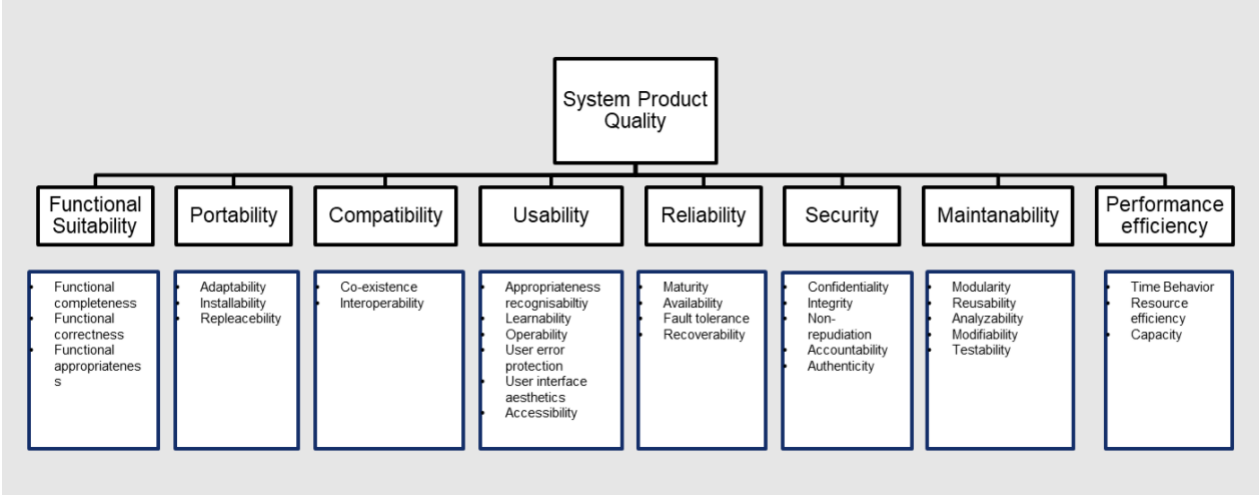 System Product
Quality
Functional
Suitability
Portability
Compatibility
Usability
Reliability
Security
Maintanability
Performance
efficiency
• Functional
completeness
• Functional
correctness
• Functional
appropriatenes
s
• Adaptability
• Installability
• Repleacebility
• Co-existence
• Interoperability
• Appropriateness
recognisabiltiy
• Learnability
• Operability
• User error
protection
• User interface
aesthetics
• Accessibility
• Maturity
• Availability
• Fault tolerance
• Recoverability
• Confidentiality
• Integrity
• Non-
repudiation
• Accountability
• Authenticity
• Modularity
• Reusability
• Analyzability
• Modifiability
• Testability
• Time Behavior
• Resource
efficiency
• Capacity